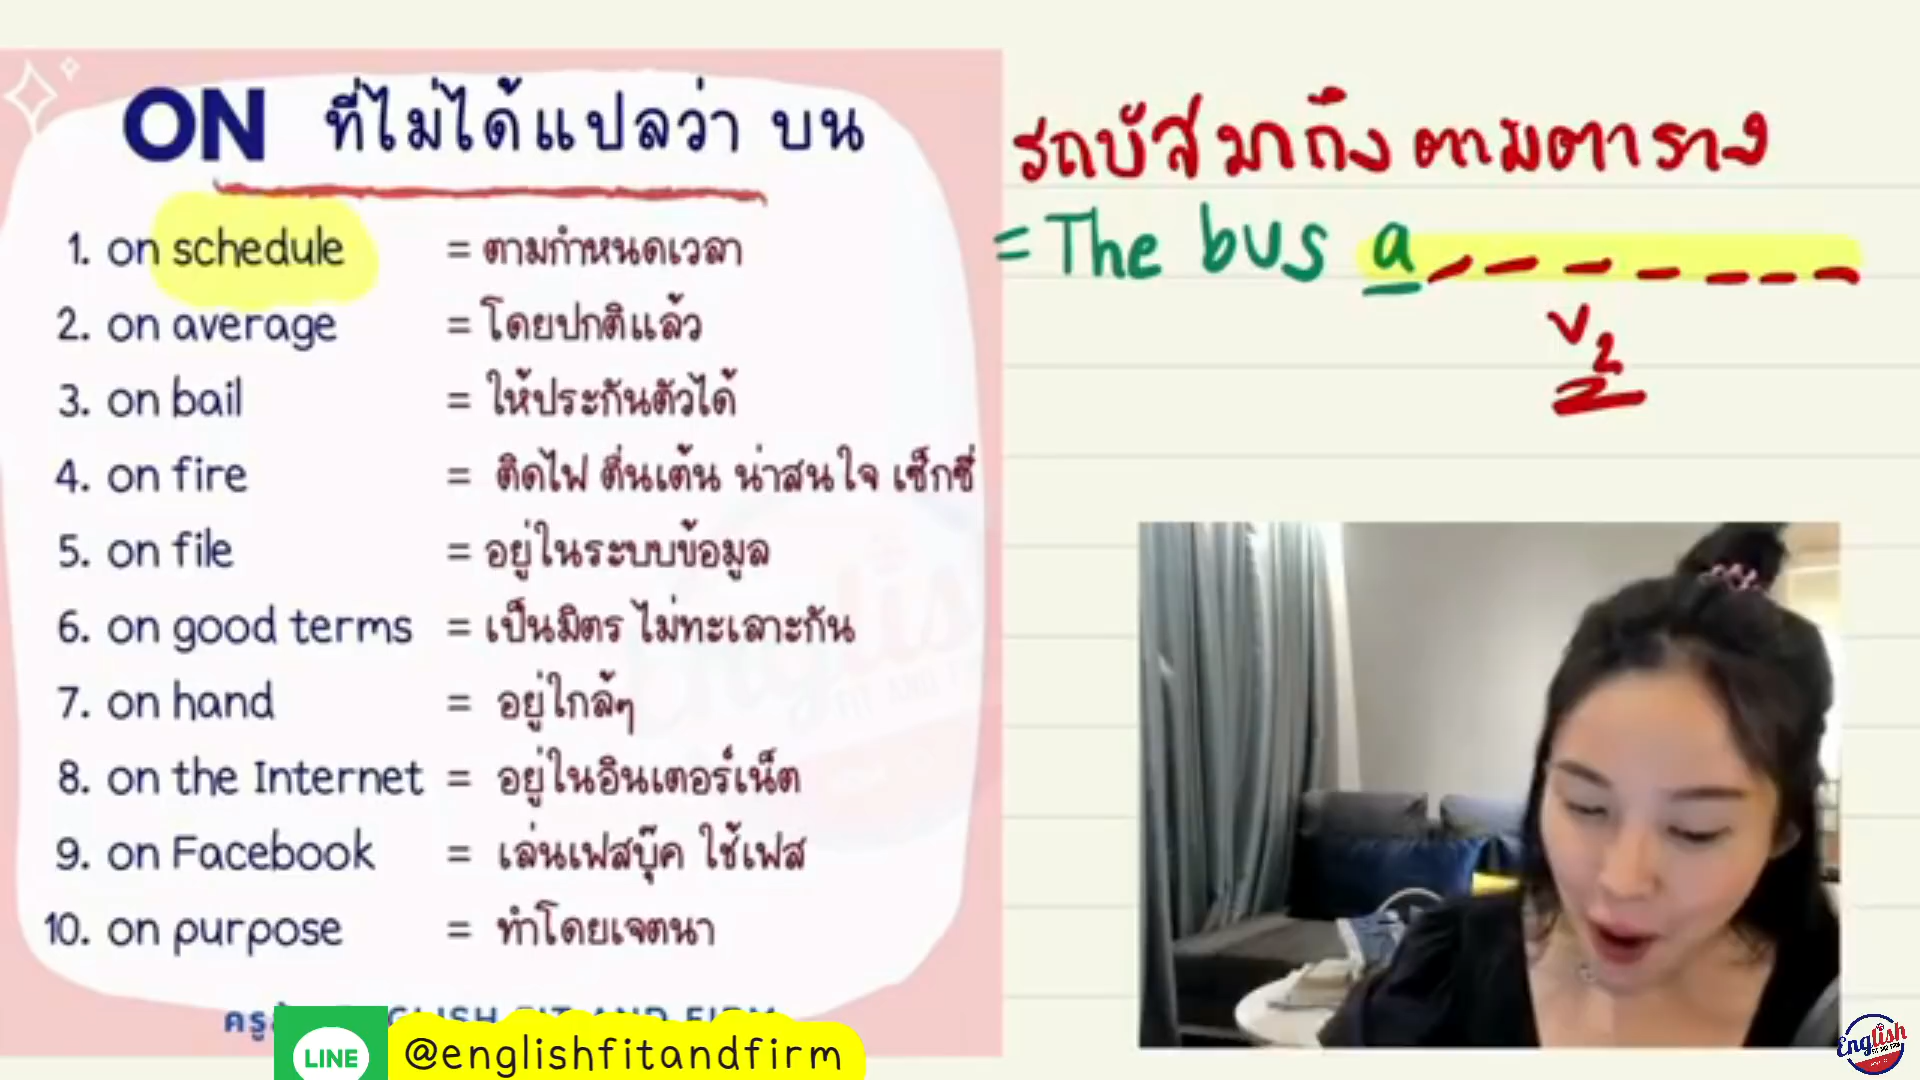 ON ที่ไม่ได้แปลว่า บน
1. on schedule = ตามกำหนดเวลา
2. on average = โดยปกติแล้ว
3. on bail = ให้ประกันตัวได้
4. on fire = ติดไฟ ตื่นเต้น น่าสนใจ เซ็กซี่
5. on file = อยู่ในระบบข้อมูล
6. on good terms = เป็นมิตร ไม่ทะเลาะกัน
7. on hand = อยู่ใกล้ๆ
8. on the Internet = อยู่ในอินเตอร์เน็ต
9. on Facebook = เล่นเฟสบุ๊ค ใช้เฟส
10. on purpose = ทำโดยเจตนา
รถบัสมาถึงตามตาราง
= The bus a_ _ _ _ _ _ _
V2
LINE @englishfitandfirm
English
FIT AND FIRM